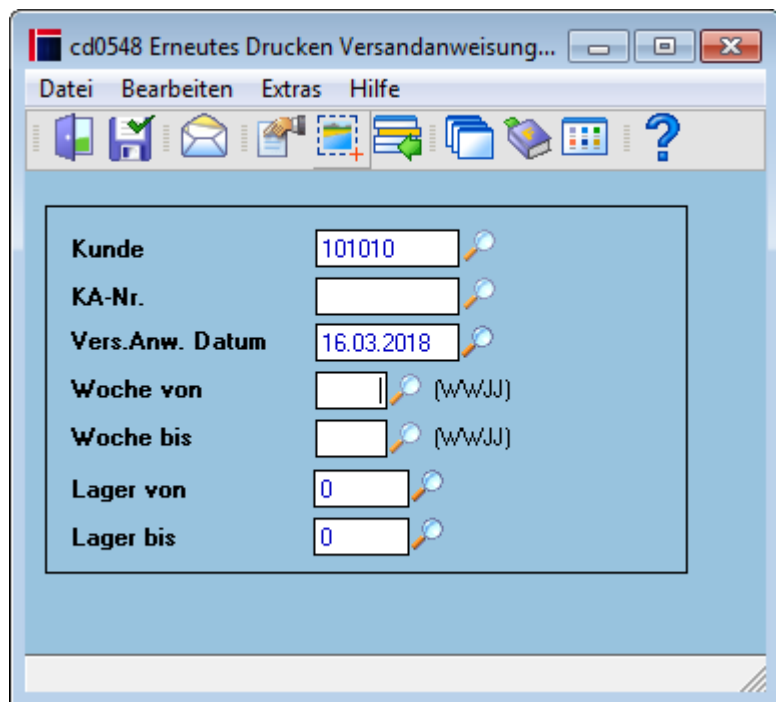 cd0548 Erneutes Drucken Versandanweisung...
Datei Bearbeiten Extras Hilfe
Kunde 101010
KA-Nr.
Vers.Anw. Datum 16.03.2018
Woche von (WWJJ)
Woche bis (WWJJ)
Lager von 0
Lager bis 0